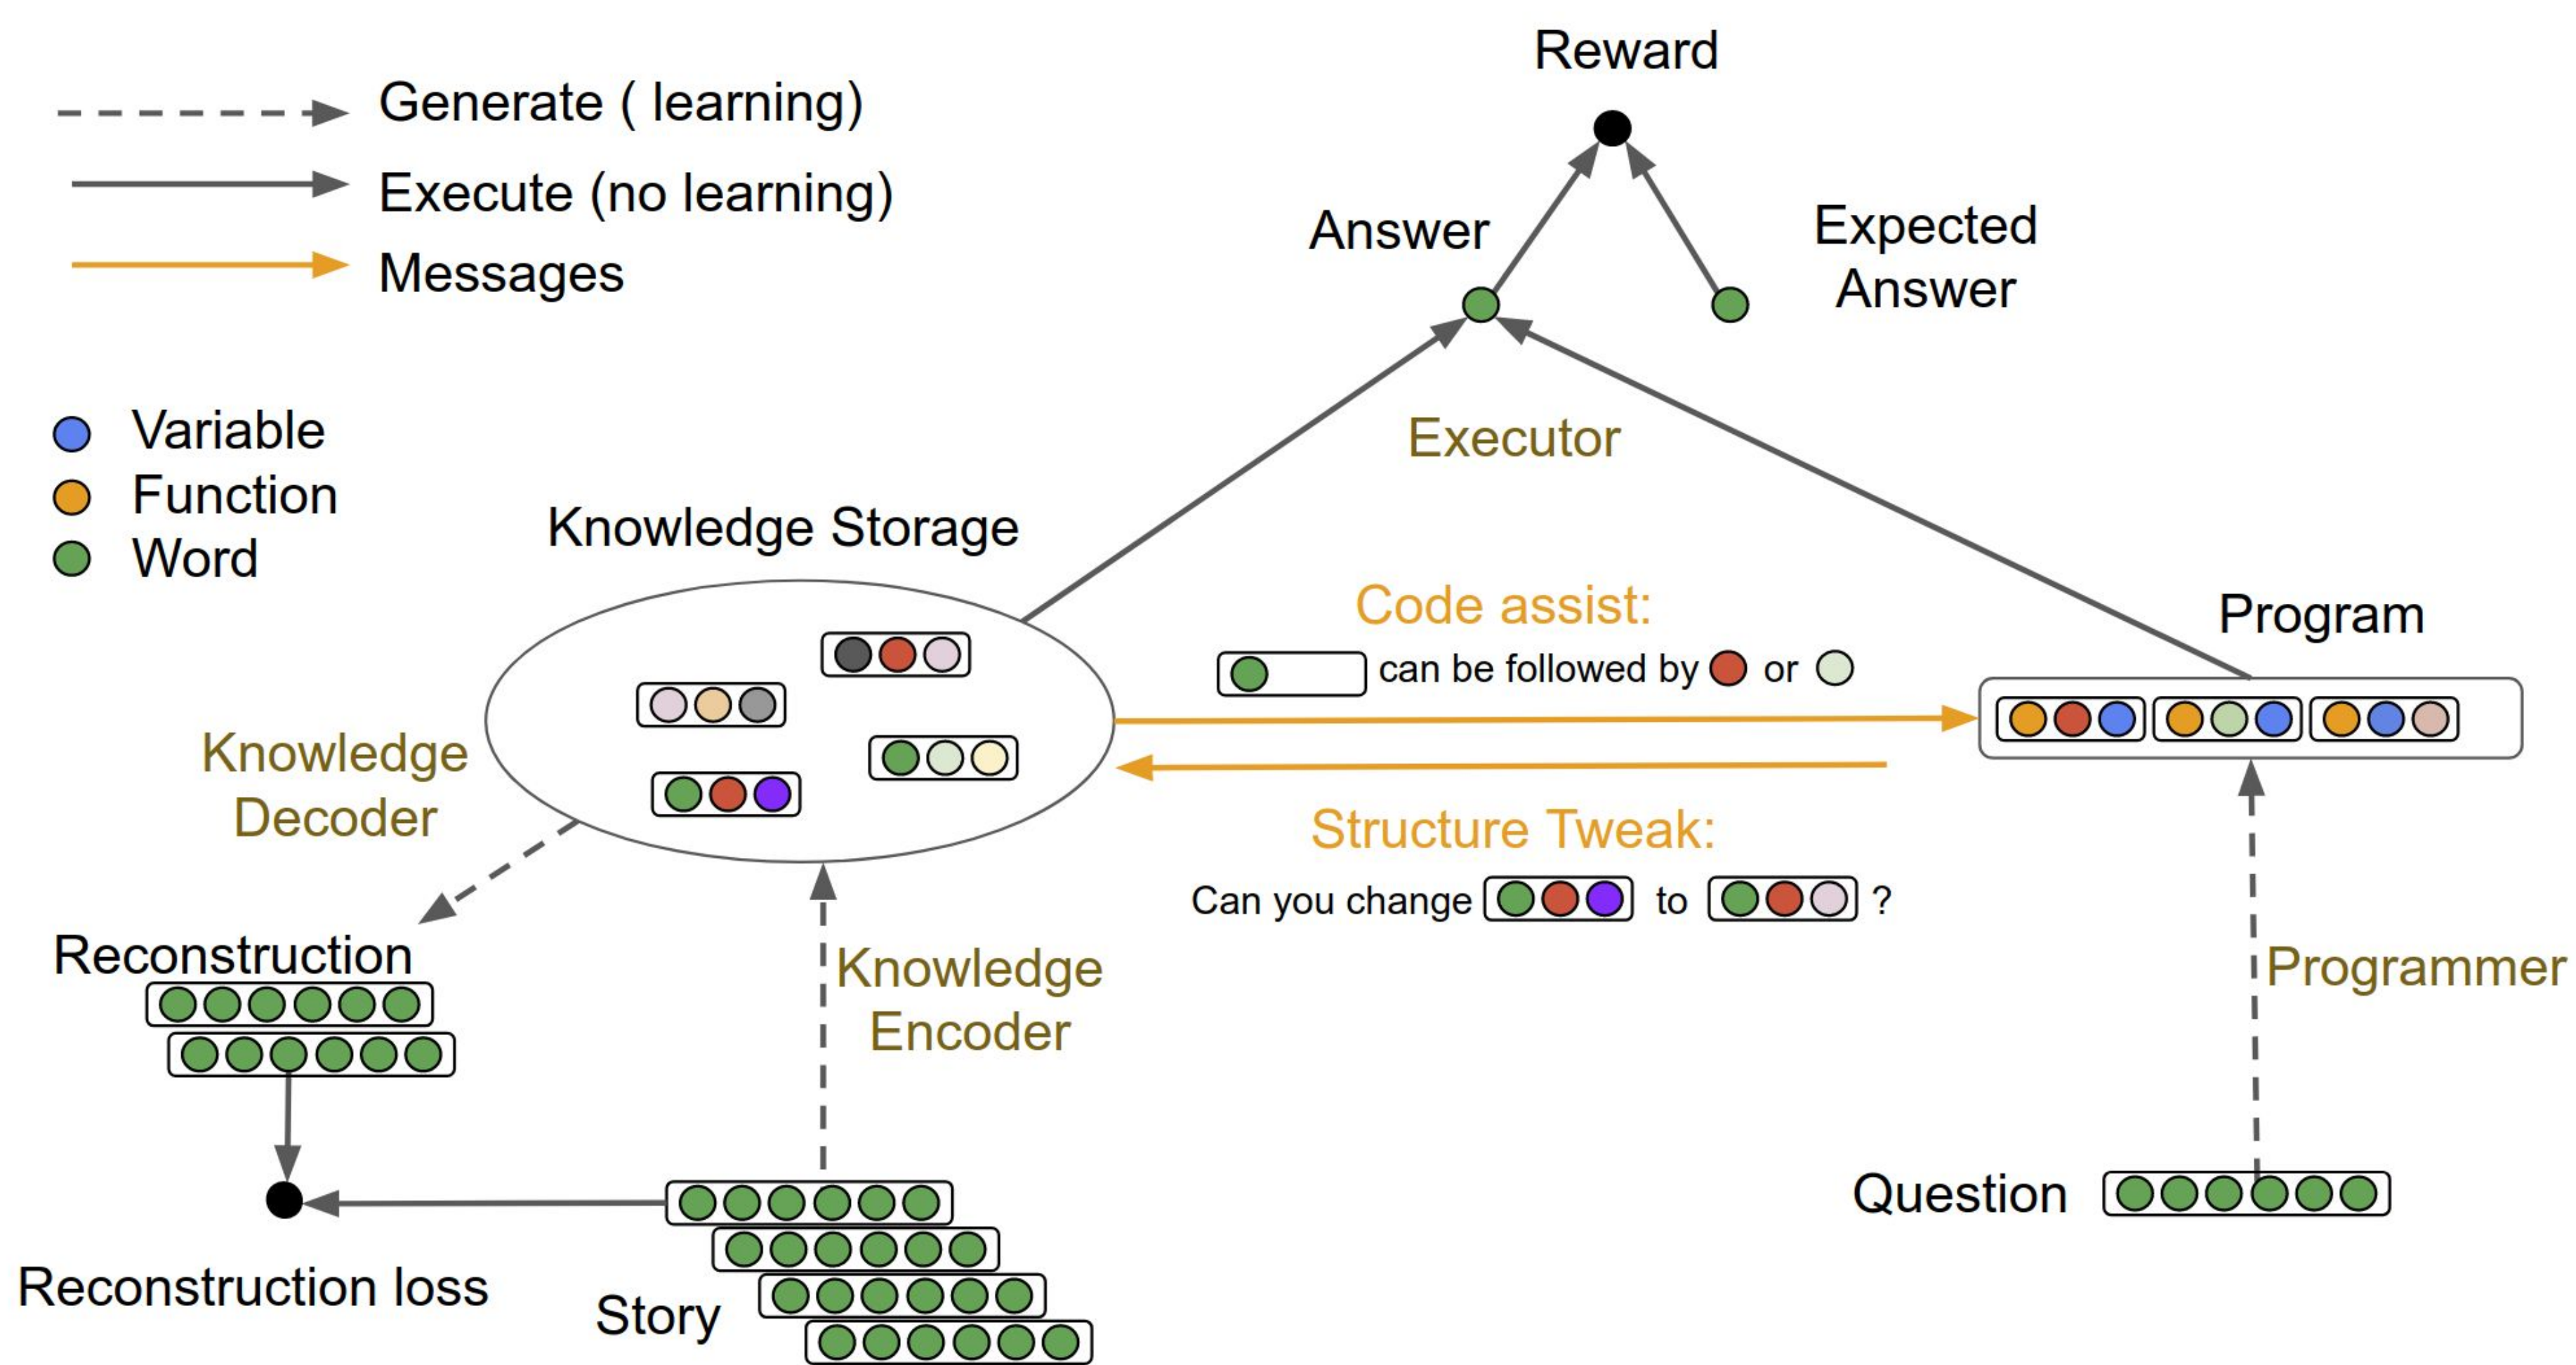 Reward
Generate ( learning)
Execute (no learning)
Messages
Answer
Expected
Answer
Variable
Function
Word
Executor
Knowledge Storage
Code assist:
can be followed by or
Program
Knowledge
Decoder
Structure Tweak:
Can you change to ?
Reconstruction
Knowledge
Encoder
Programmer
Question
Reconstruction loss
Story